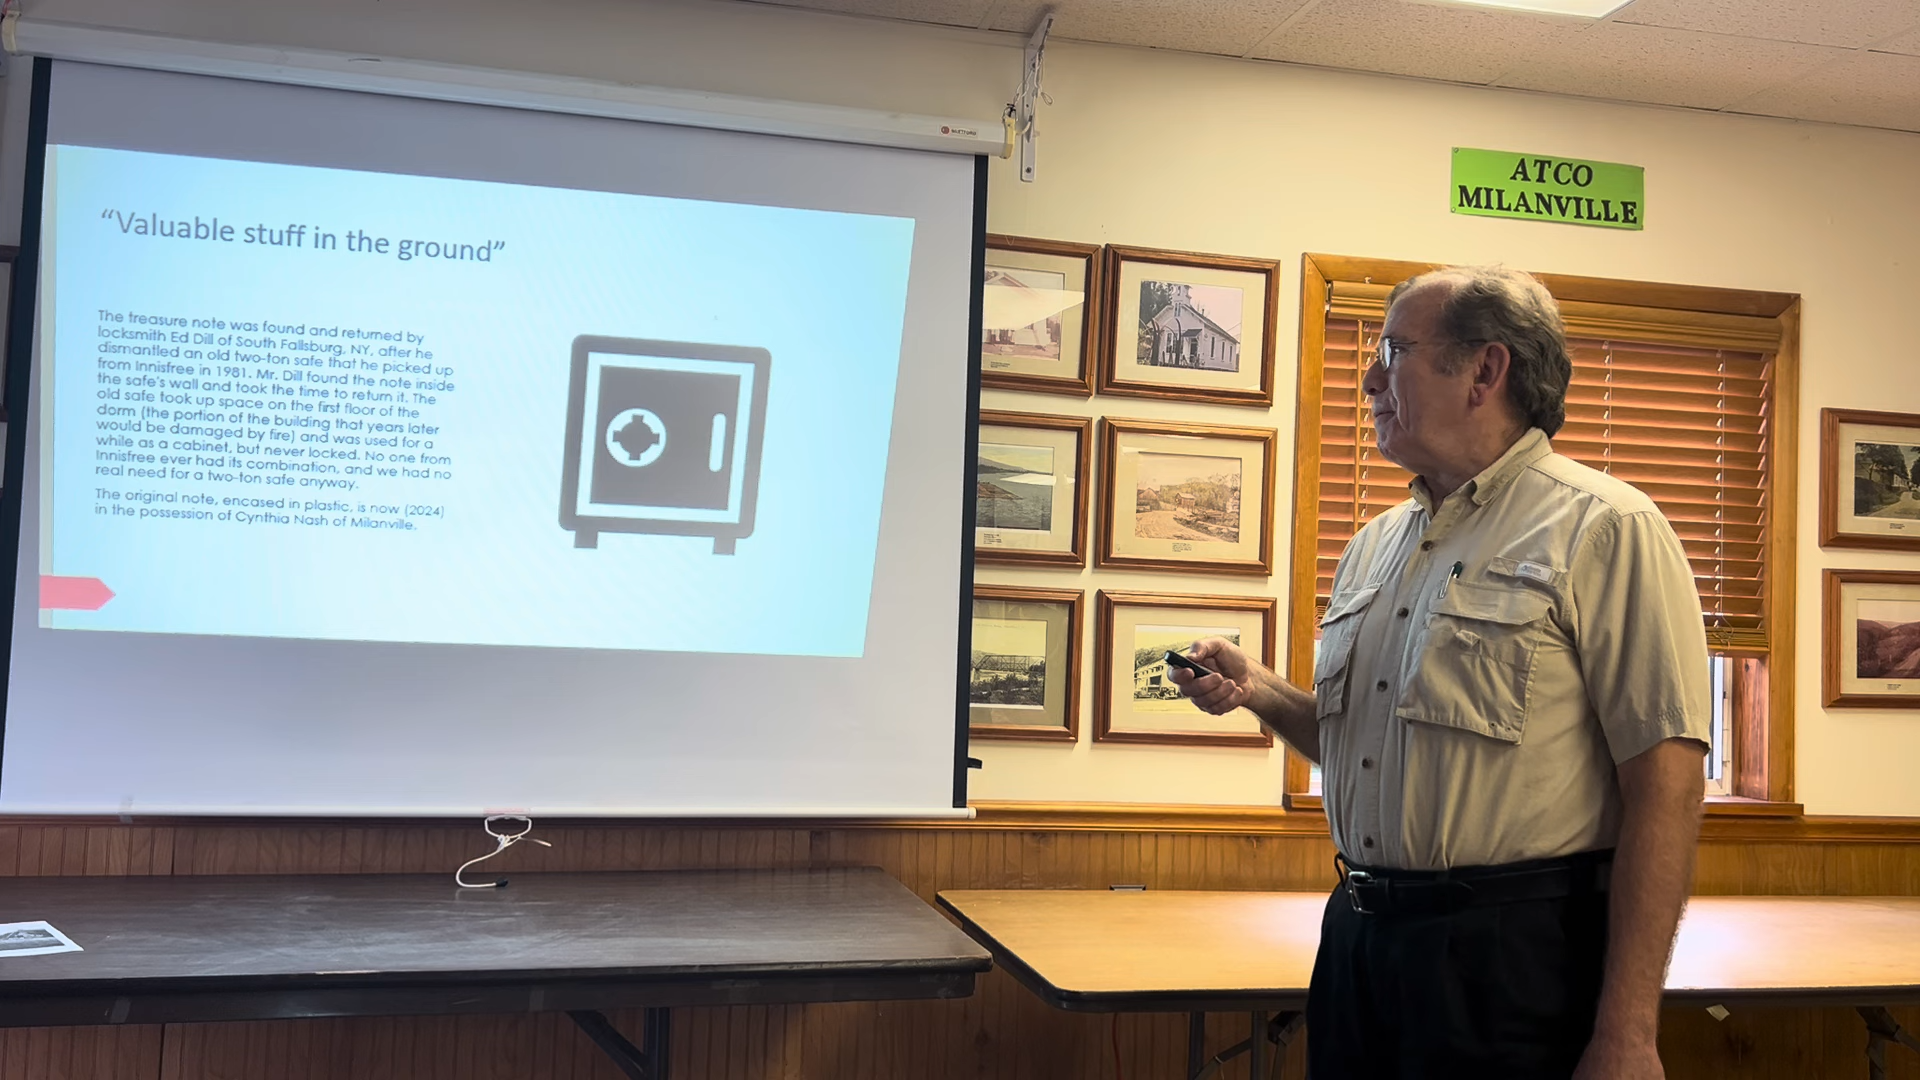 “Valuable stuff in the ground”
The treasure note was found and returned by
locksmith Ed Dill of South Fallsburg, NY, after he
dismantled an old two-ton safe that he picked up
from Innisfree in 1981. Mr. Dill found the note inside
the safe's wall and took the time to return it. The
old safe took up space on the first floor of the
dorm (the portion of the building that years later
would be damaged by fire) and was used for a
while as a cabinet, but never locked. No one from
Innisfree ever had its combination, and we had no
real need for a two-ton safe anyway.
The original note, encased in plastic, is now (2024)
in the possession of Cynthia Nash of Milanville.
ATCO
MILANVILLE